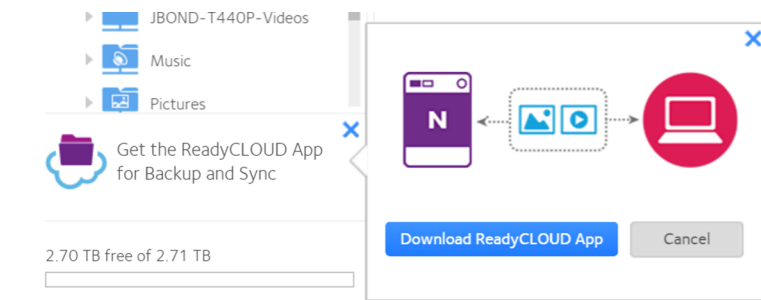 JBOND-T440P-Videos
Music
Pictures
Get the ReadyCLOUD App
for Backup and Sync
2.70 TB free of 2.71 TB
N
Download ReadyCLOUD App
Cancel